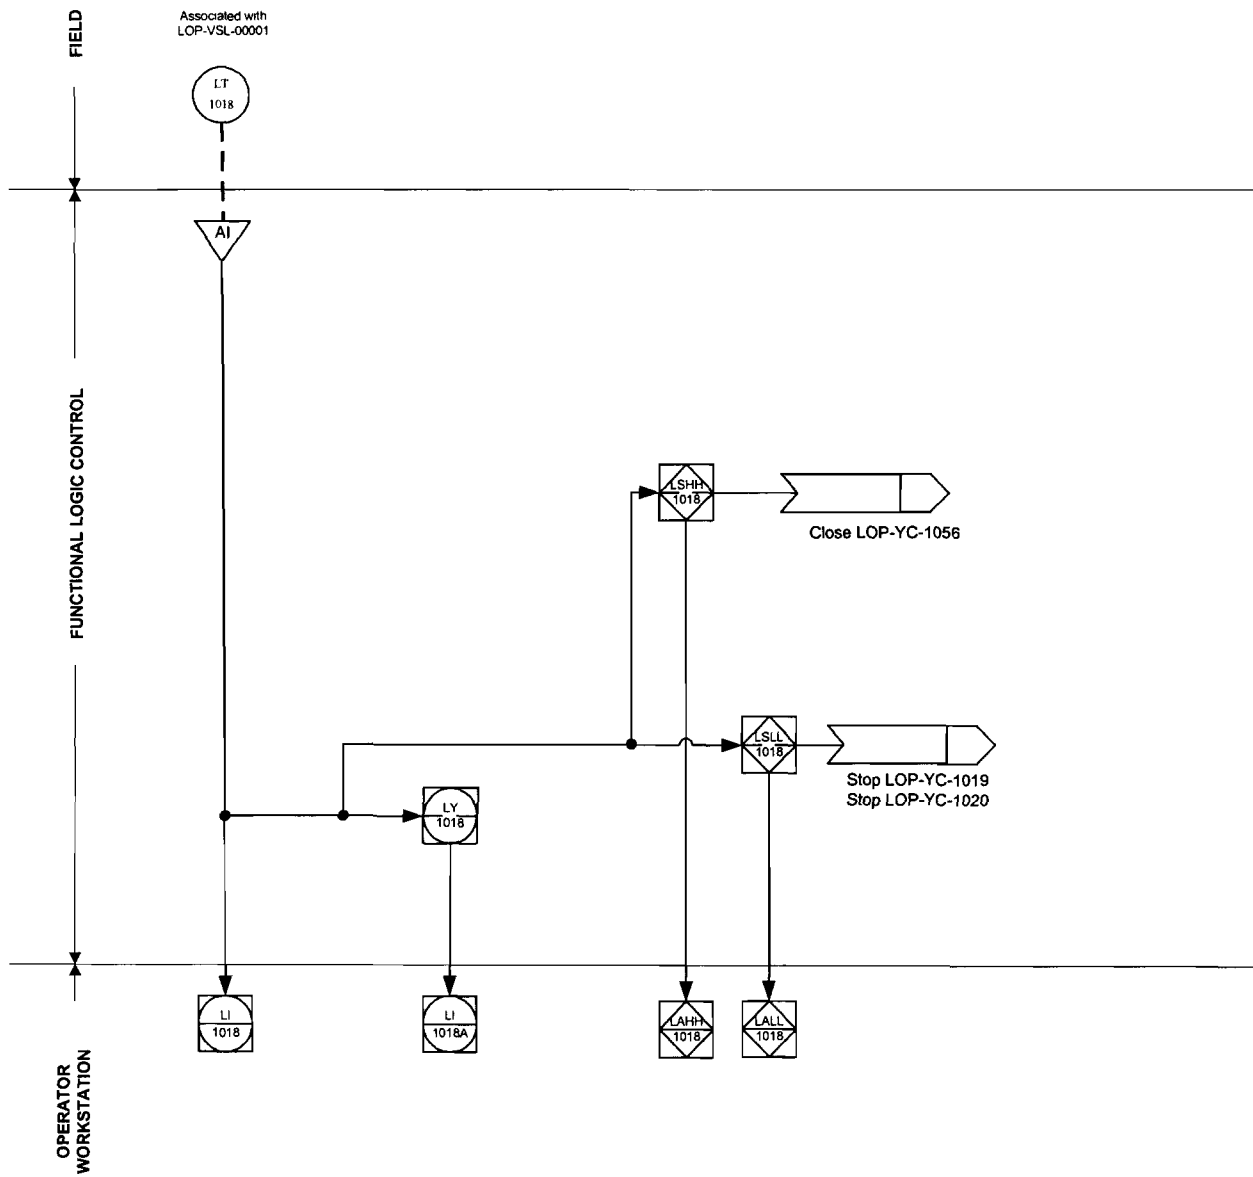 FIELD
Associated with
LOP-VSL-00001
LT
1018
AI
FUNCTIONAL LOGIC CONTROL
LSHH
1018
Close LOP-YC-1056
LSLL
1018
Stop LOP-YC-1019
Stop LOP-YC-1020
LY
1018
OPERATOR
WORKSTATION
LI
1018
LI
1018A
LAHH
1018
LALL
1018